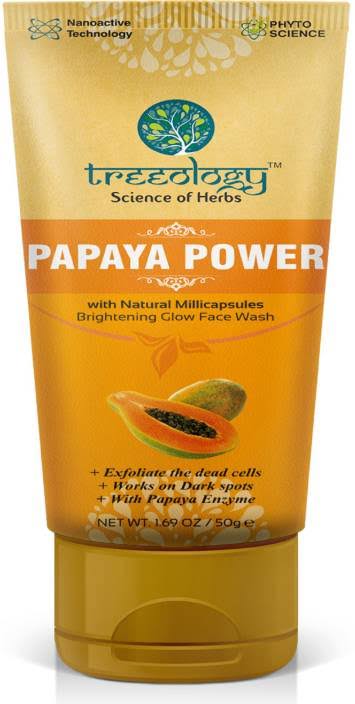 Nanoactive
Technology
PHYTO
SCIENCE
treeology™
Science of Herbs
PAPAYA POWER
with Natural Millicapsules
Brightening Glow Face Wash
+ Exfoliate the dead cells
+ Works on Dark spots
+ With Papaya Enzyme
NET WT. 1.69 OZ / 50g e